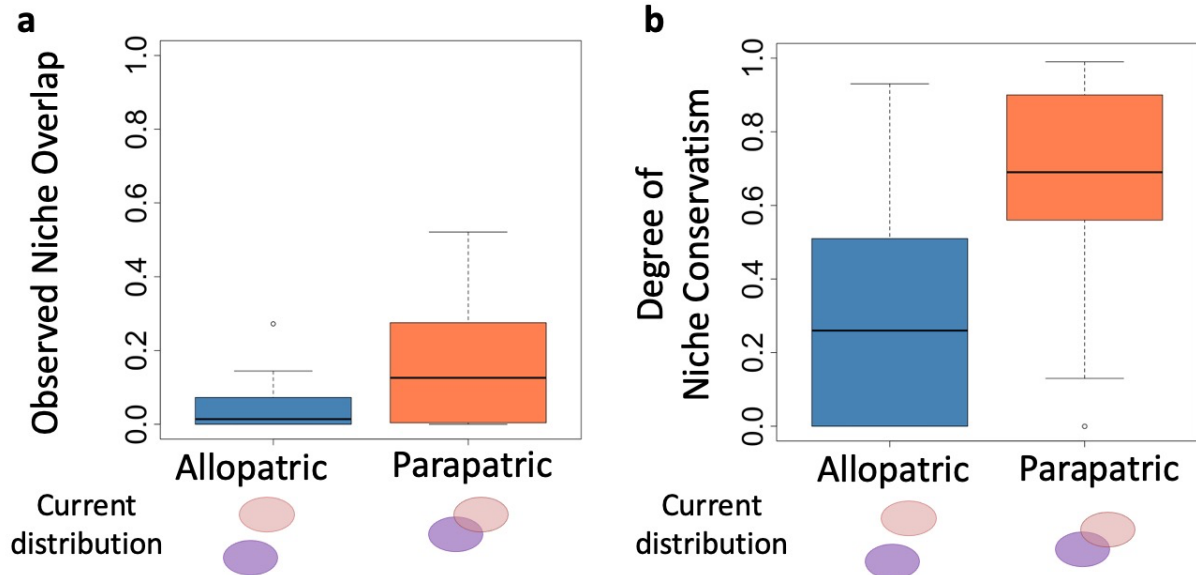 a
Observed Niche Overlap
1.0
0.8
0.6
0.4
0.2
0.0
Allopatric
Parapatric
Current
distribution
b
Degree of
Niche Conservatism
1.0
0.8
0.6
0.4
0.2
0.0
Allopatric
Parapatric
Current
distribution